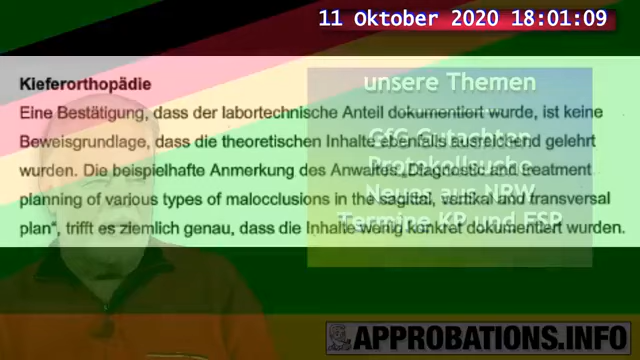 11 Oktober 2020 18:01:09
Kieferorthopädie
Eine Bestätigung, dass der labortechnische Anteil dokumentiert wurde, ist keine
Beweisgrundlage, dass die theoretischen Inhalte ebenfalls ausreichend gelehrt
wurden. Die beispielhafte Anmerkung des Anwaltes „Diagnostic and treatment
planning of various types of malocclusions in the sagittal, vertikal and transversal
plan", trifft es ziemlich genau, dass die Inhalte wenig konkret dokumentiert wurden.
unsere Themen
GfG Gutachten
Protokollsuche
Neues aus NRW
Termine KP und FSP
APPROBATIONS.INFO